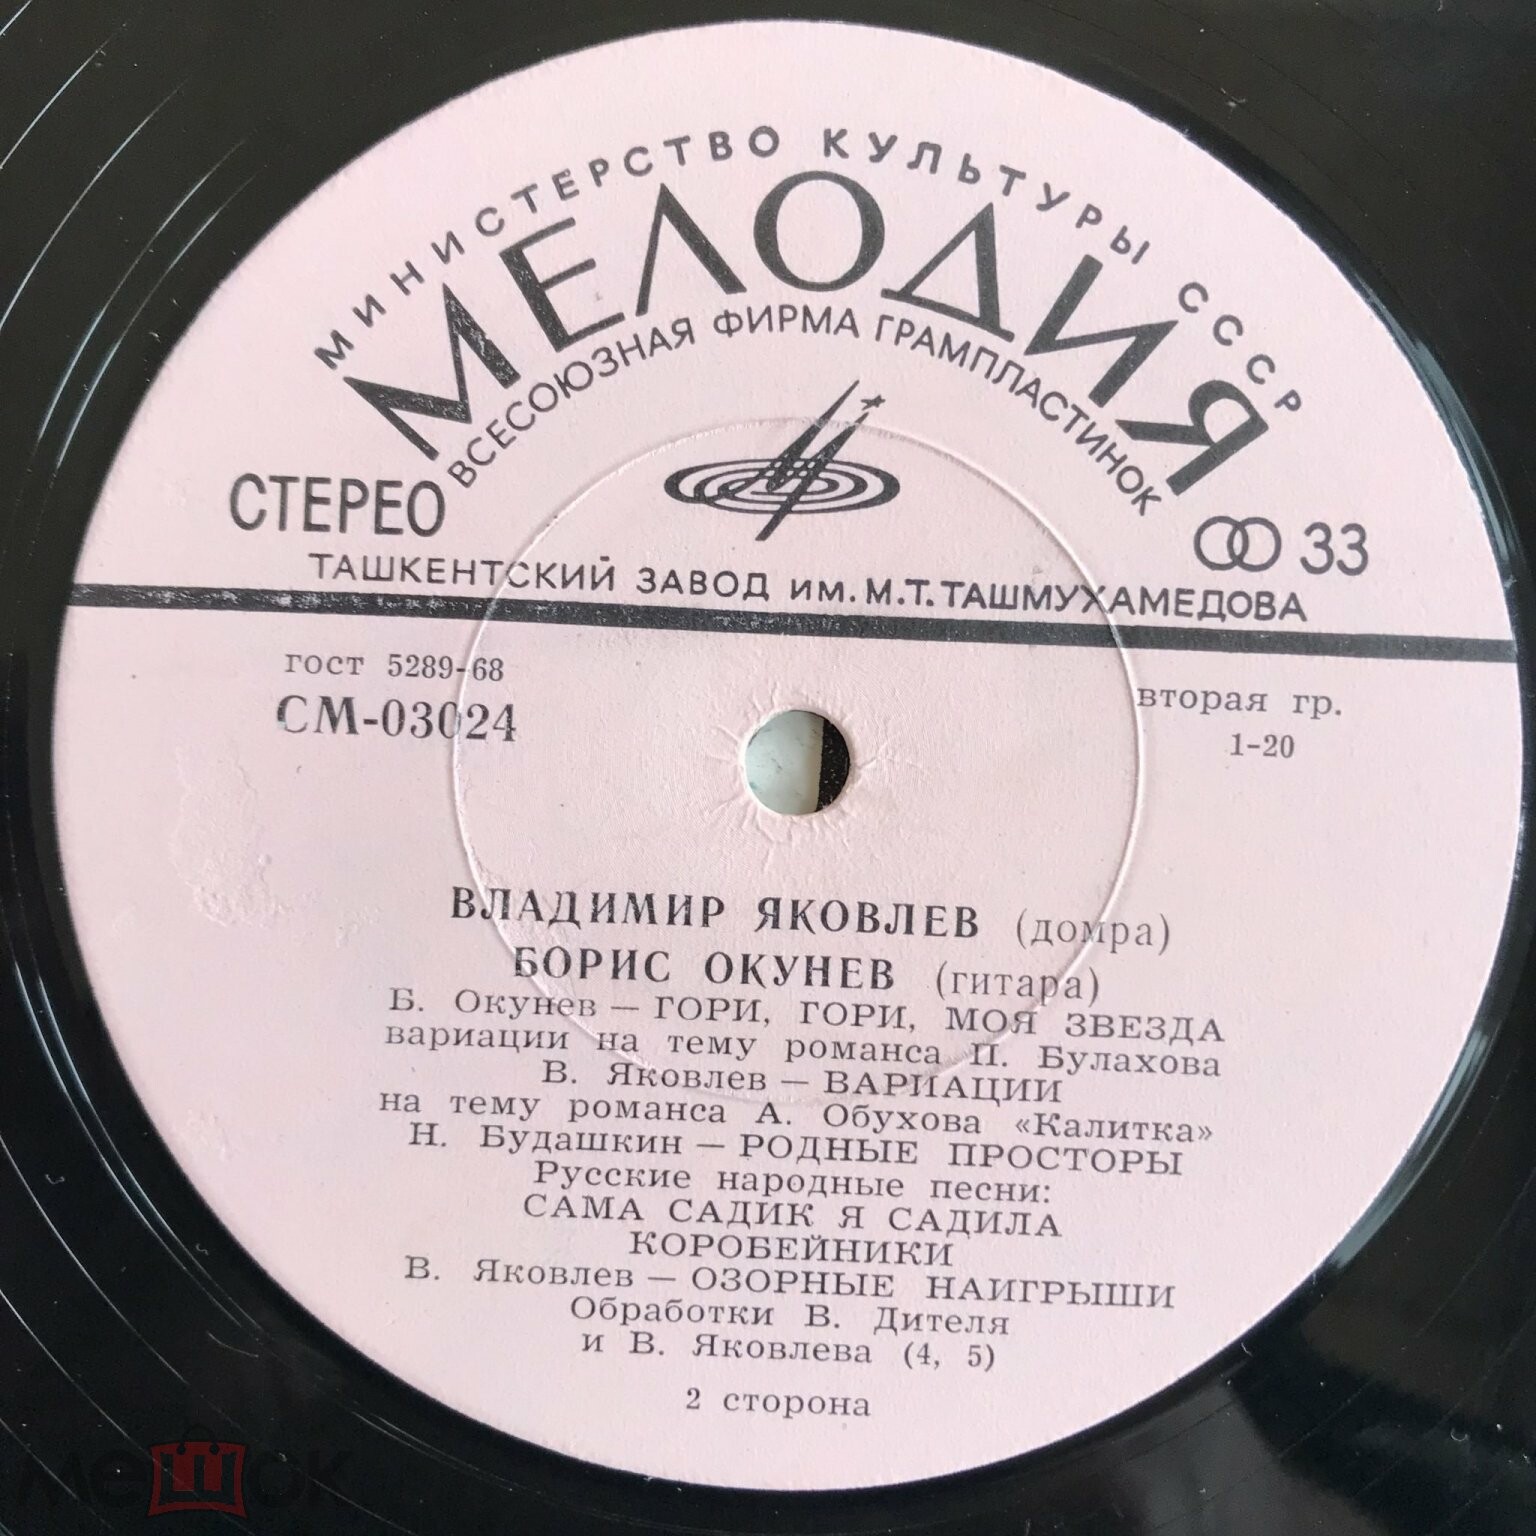 МИНИСТЕРСТВО КУЛЬТУРЫ СССР
МЕЛОДИЯ
ВСЕСОЮЗНАЯ ФИРМА ГРАМПЛАСТИНОК
СТЕРЕО
33
ТАШКЕНТСКИЙ ЗАВОД ИМ. М.Т. ТАШМУХАМЕДОВА
гост 5289-68
вторая гр.
СМ-03024
1-20
ВЛАДИМИР ЯКОВЛЕВ (домра)
БОРИС ОКУНЕВ (гитара)
Б. Окунев — ГОРИ, ГОРИ, МОЯ ЗВЕЗДА
вариации на тему романса П. Булахова
В. Яковлев — ВАРИАЦИИ
на тему романса А. Обухова «Калитка»
Н. Будашкин — РОДНЫЕ ПРОСТОРЫ
Русские народные песни:
САМА САДИК Я САДИЛА
КОРОБЕЙНИКИ
В. Яковлев — ОЗОРНЫЕ НАИГРЫШИ
Обработки В. Дителя
и В. Яковлева (4, 5)
2 сторона
мешок